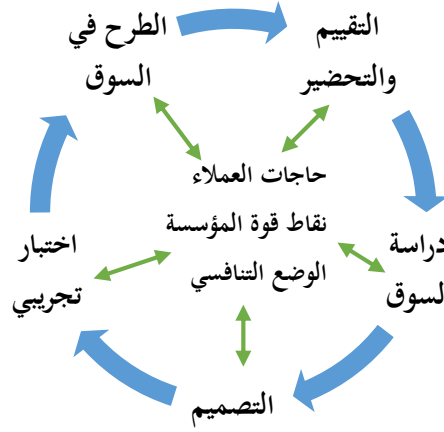 التقييم
والتحضير
دراسة
السوق
التصميم
اختبار
تجريبي
الطرح في
السوق
حاجات العملاء
نقاط قوة المؤسسة
الوضع التنافسي